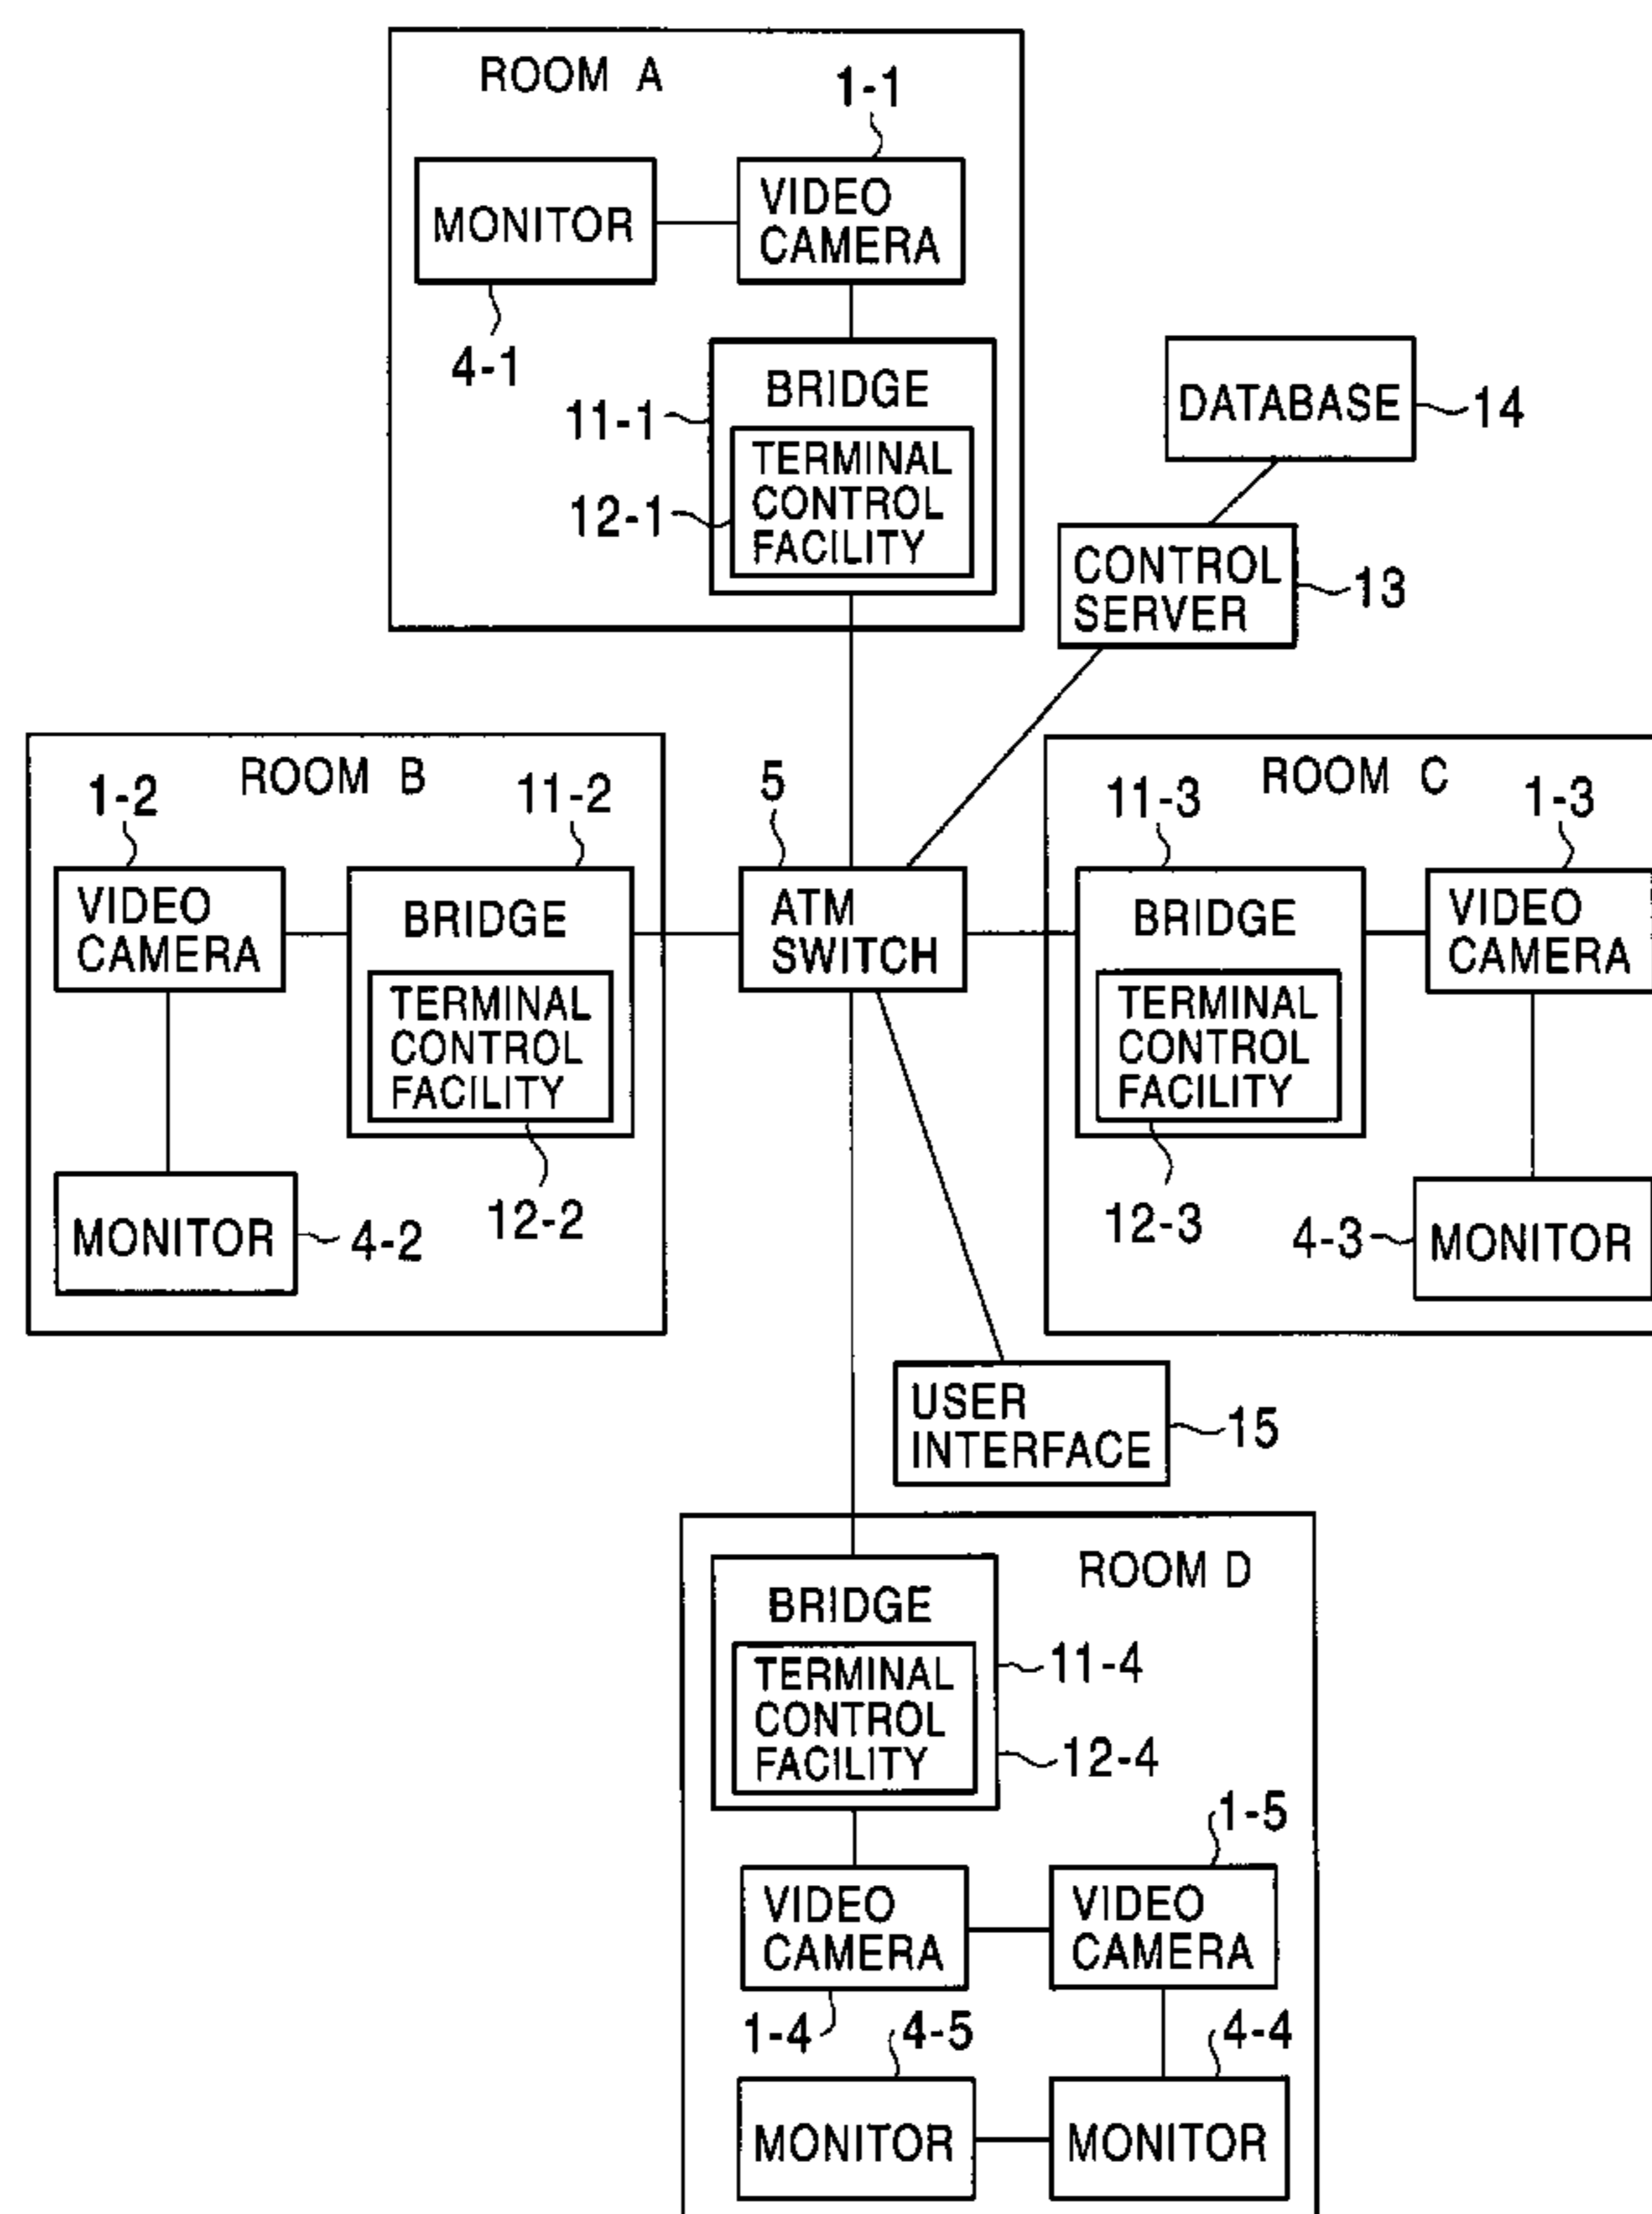 ROOM A
1-1
MONITOR
VIDEO
CAMERA
4-1
BRIDGE
11-1
TERMINAL
CONTROL
FACILITY
12-1
DATABASE
14
CONTROL
SERVER
13
ROOM B
1-2
11-2
VIDEO
CAMERA
BRIDGE
TERMINAL
CONTROL
FACILITY
12-2
MONITOR
4-2
5
ATM
SWITCH
ROOM C
11-3
1-3
BRIDGE
VIDEO
CAMERA
TERMINAL
CONTROL
FACILITY
12-3
4-3
MONITOR
USER
INTERFACE
15
ROOM D
BRIDGE
TERMINAL
CONTROL
FACILITY
11-4
12-4
1-5
VIDEO
CAMERA
VIDEO
CAMERA
1-4
4-5
4-4
MONITOR
MONITOR